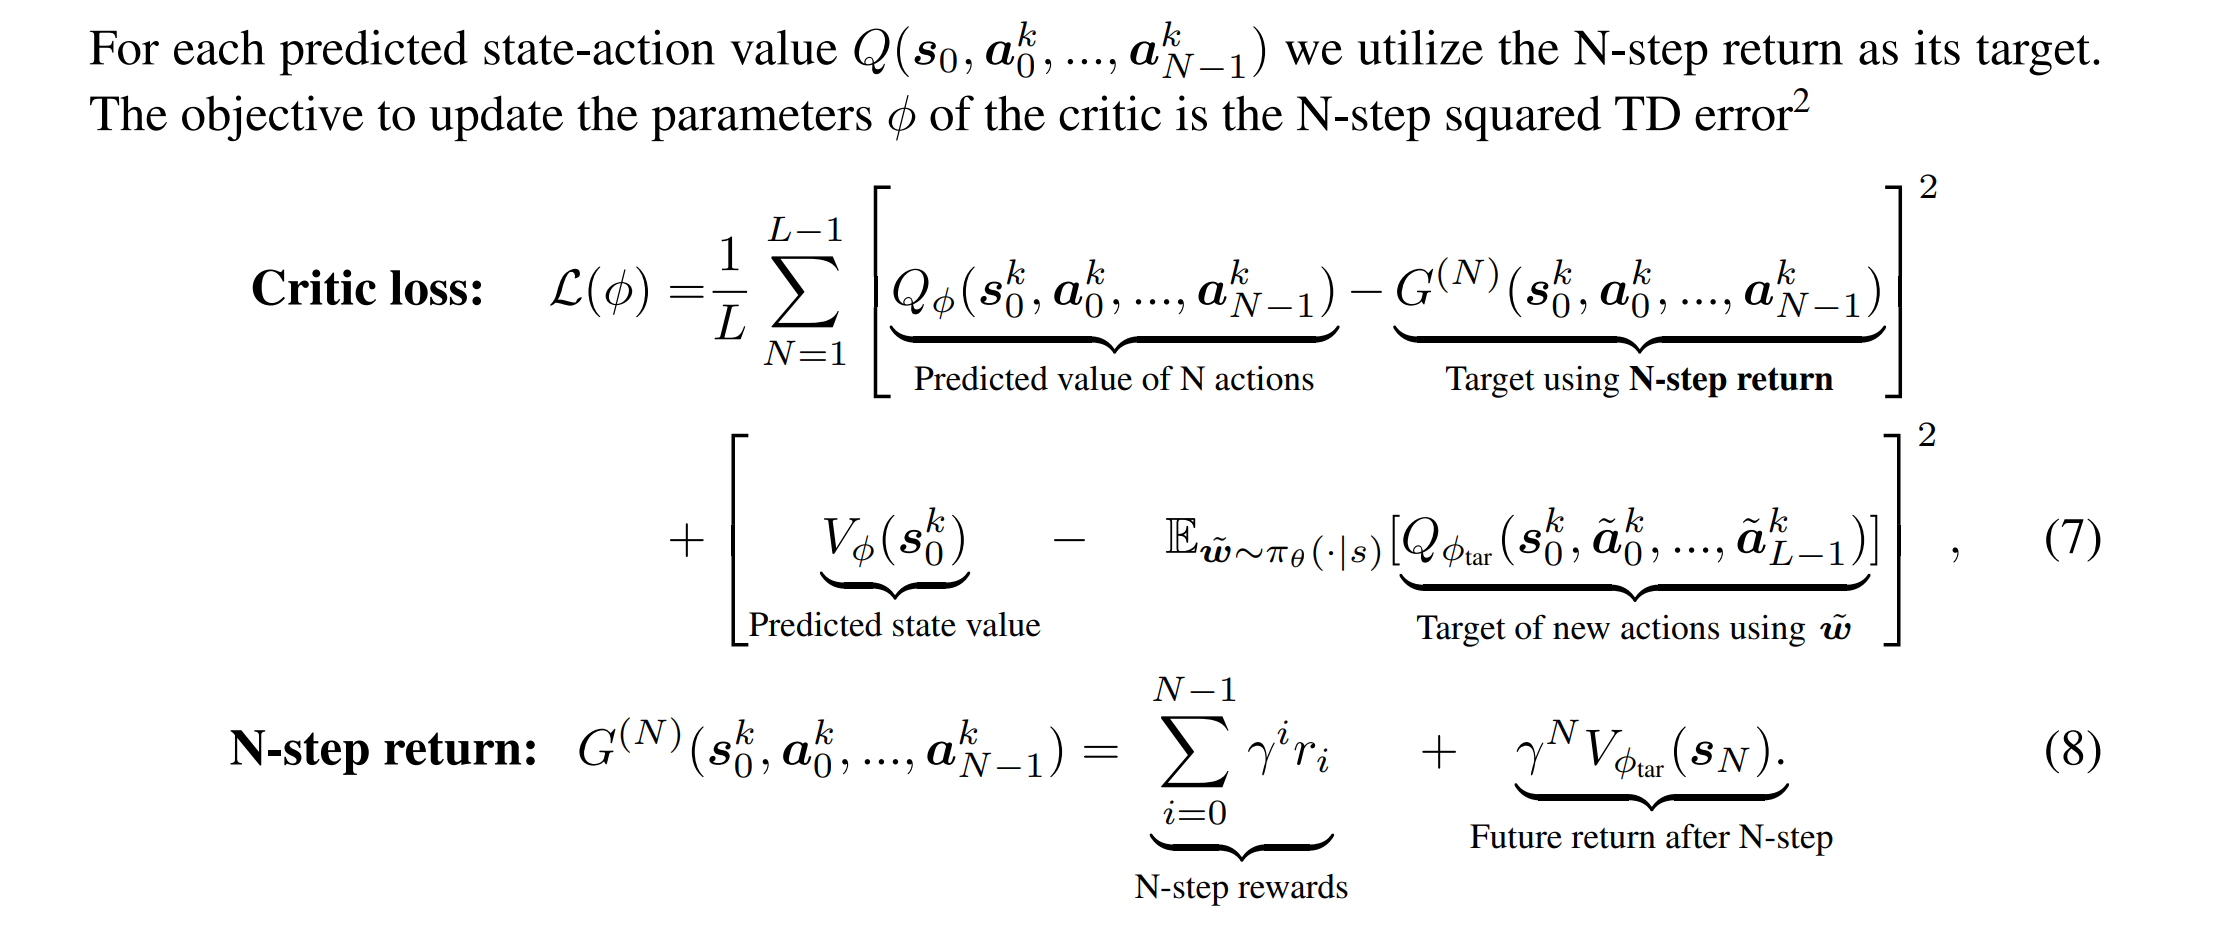 For each predicted state-action value $Q(\boldsymbol{s}_0, \boldsymbol{a}_0^k, ..., \boldsymbol{a}_{N-1}^k)$ we utilize the N-step return as its target.
The objective to update the parameters $\phi$ of the critic is the N-step squared TD error$^2$
**Critic loss:** $\mathcal{L}(\phi) = \frac{1}{L} \sum_{N=1}^{L-1} \left[ \underbrace{Q_\phi(\boldsymbol{s}_0^k, \boldsymbol{a}_0^k, ..., \boldsymbol{a}_{N-1}^k)}_{\text{Predicted value of N actions}} - \underbrace{G^{(N)}(\boldsymbol{s}_0^k, \boldsymbol{a}_0^k, ..., \boldsymbol{a}_{N-1}^k)}_{\text{Target using \textbf{N-step return}}} \right]^2$
$+ \left[ \underbrace{V_\phi(\boldsymbol{s}_0^k)}_{\text{Predicted state value}} - \mathbb{E}_{\tilde{\boldsymbol{w}} \sim \pi_\theta(\cdot|s)} [\underbrace{Q_{\phi_{\text{tar}}}(\boldsymbol{s}_0^k, \tilde{\boldsymbol{a}}_0^k, ..., \tilde{\boldsymbol{a}}_{L-1}^k)}_{\text{Target of new actions using } \tilde{\boldsymbol{w}}}] \right]^2, \quad (7)$
**N-step return:** $G^{(N)}(\boldsymbol{s}_0^k, \boldsymbol{a}_0^k, ..., \boldsymbol{a}_{N-1}^k) = \underbrace{\sum_{i=0}^{N-1} \gamma^i r_i}_{\text{N-step rewards}} + \underbrace{\gamma^N V_{\phi_{\text{tar}}}(\boldsymbol{s}_N).}_{\text{Future return after N-step}} \quad (8)$